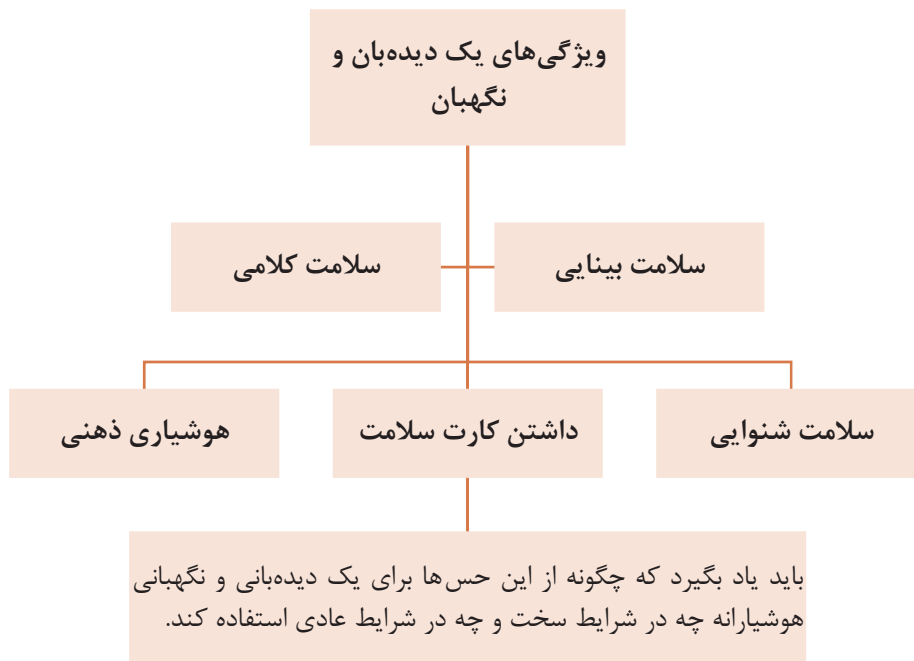 ویژگی‌های یک دیده‌بان و
نگهبان
سلامت بینایی
سلامت کلامی
سلامت شنوایی
داشتن کارت سلامت
هوشیاری ذهنی
باید یاد بگیرد که چگونه از این حس‌ها برای یک دیده‌بانی و نگهبانی
هوشیارانه چه در شرایط سخت و چه در شرایط عادی استفاده کند.